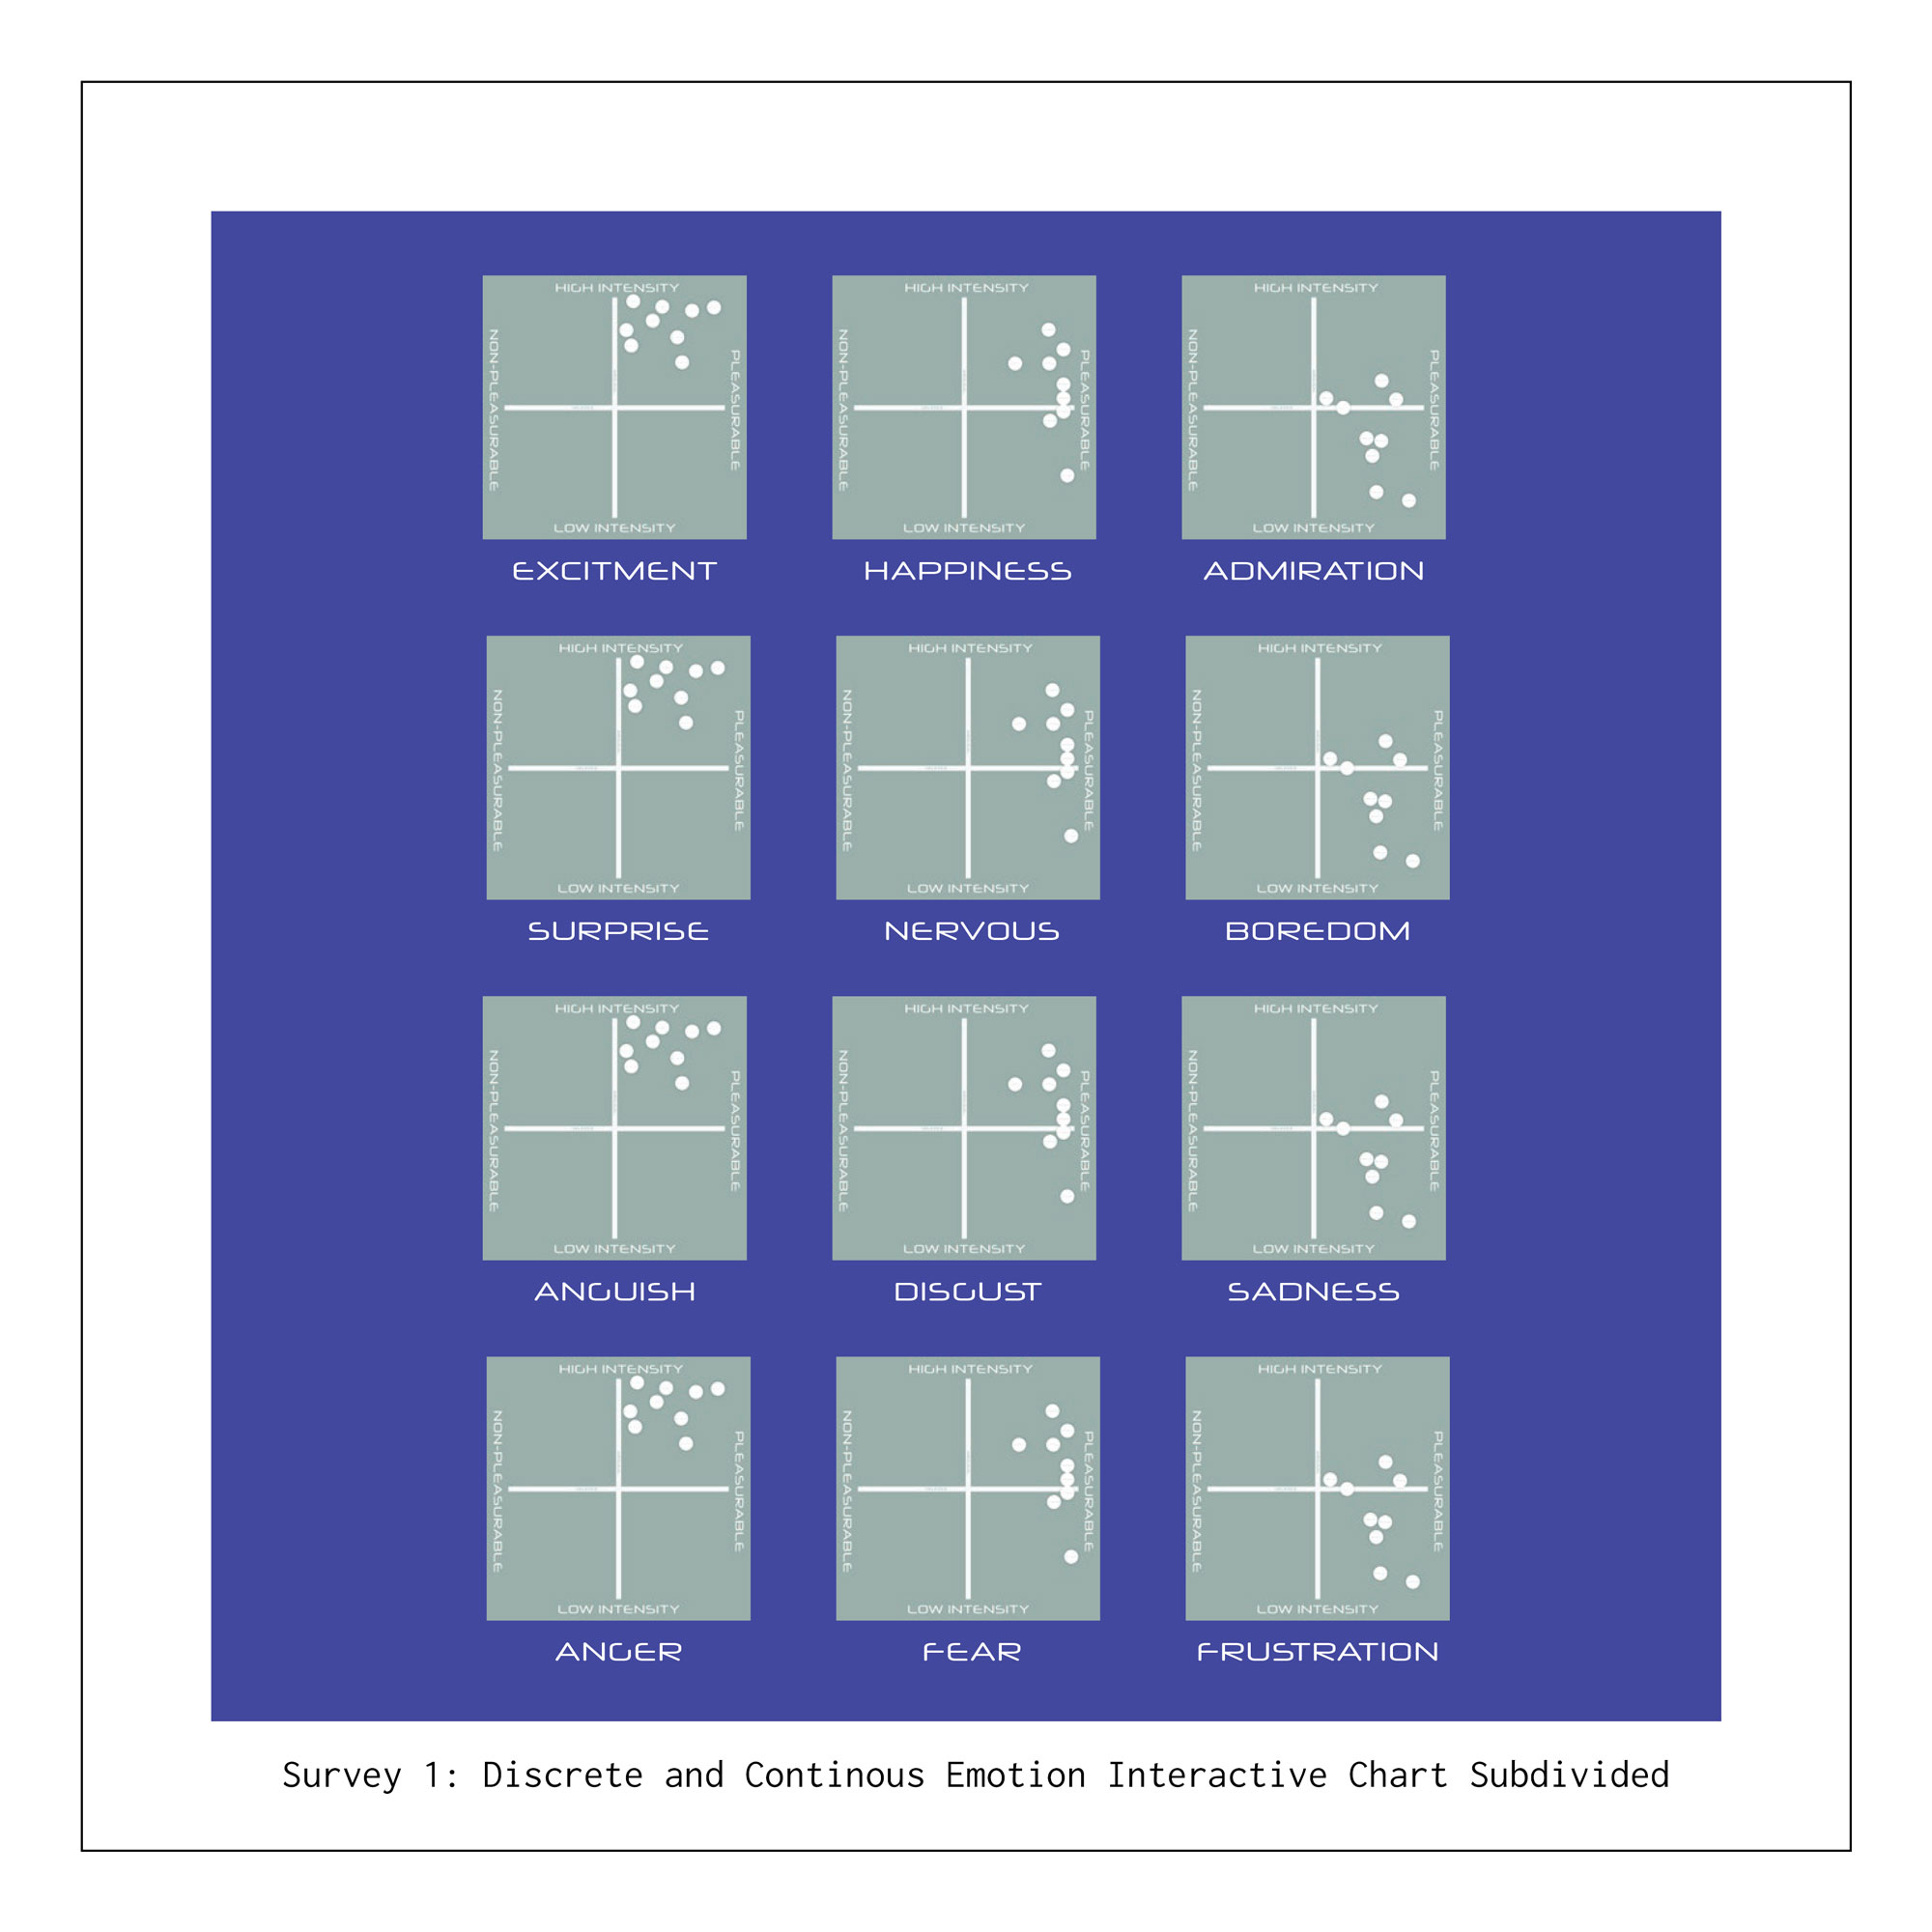 HIGH INTENSITY
NON-PLEASURABLE
PLEASURABLE
LOW INTENSITY
EXCITMENT
HIGH INTENSITY
NON-PLEASURABLE
PLEASURABLE
LOW INTENSITY
HAPPINESS
HIGH INTENSITY
NON-PLEASURABLE
PLEASURABLE
LOW INTENSITY
ADMIRATION
HIGH INTENSITY
NON-PLEASURABLE
PLEASURABLE
LOW INTENSITY
SURPRISE
HIGH INTENSITY
NON-PLEASURABLE
PLEASURABLE
LOW INTENSITY
NERVOUS
HIGH INTENSITY
NON-PLEASURABLE
PLEASURABLE
LOW INTENSITY
BOREDOM
HIGH INTENSITY
NON-PLEASURABLE
PLEASURABLE
LOW INTENSITY
ANGUISH
HIGH INTENSITY
NON-PLEASURABLE
PLEASURABLE
LOW INTENSITY
DISGUST
HIGH INTENSITY
NON-PLEASURABLE
PLEASURABLE
LOW INTENSITY
SADNESS
HIGH INTENSITY
NON-PLEASURABLE
PLEASURABLE
LOW INTENSITY
ANGER
HIGH INTENSITY
NON-PLEASURABLE
PLEASURABLE
LOW INTENSITY
FEAR
HIGH INTENSITY
NON-PLEASURABLE
PLEASURABLE
LOW INTENSITY
FRUSTRATION
Survey 1: Discrete and Continous Emotion Interactive Chart Subdivided